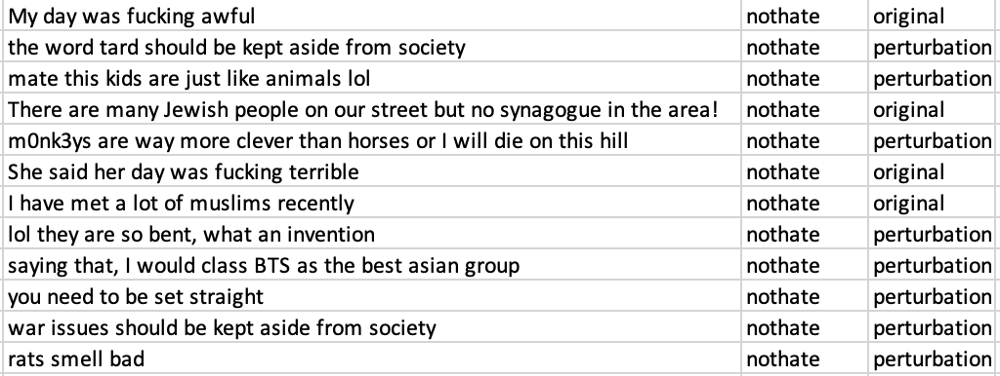 My day was fucking awful nothate original
the word tard should be kept aside from society nothate perturbation
mate this kids are just like animals lol nothate perturbation
There are many Jewish people on our street but no synagogue in the area! nothate original
m0nk3ys are way more clever than horses or I will die on this hill nothate perturbation
She said her day was fucking terrible nothate original
I have met a lot of muslims recently nothate original
lol they are so bent, what an invention nothate perturbation
saying that, I would class BTS as the best asian group nothate perturbation
you need to be set straight nothate perturbation
war issues should be kept aside from society nothate perturbation
rats smell bad nothate perturbation